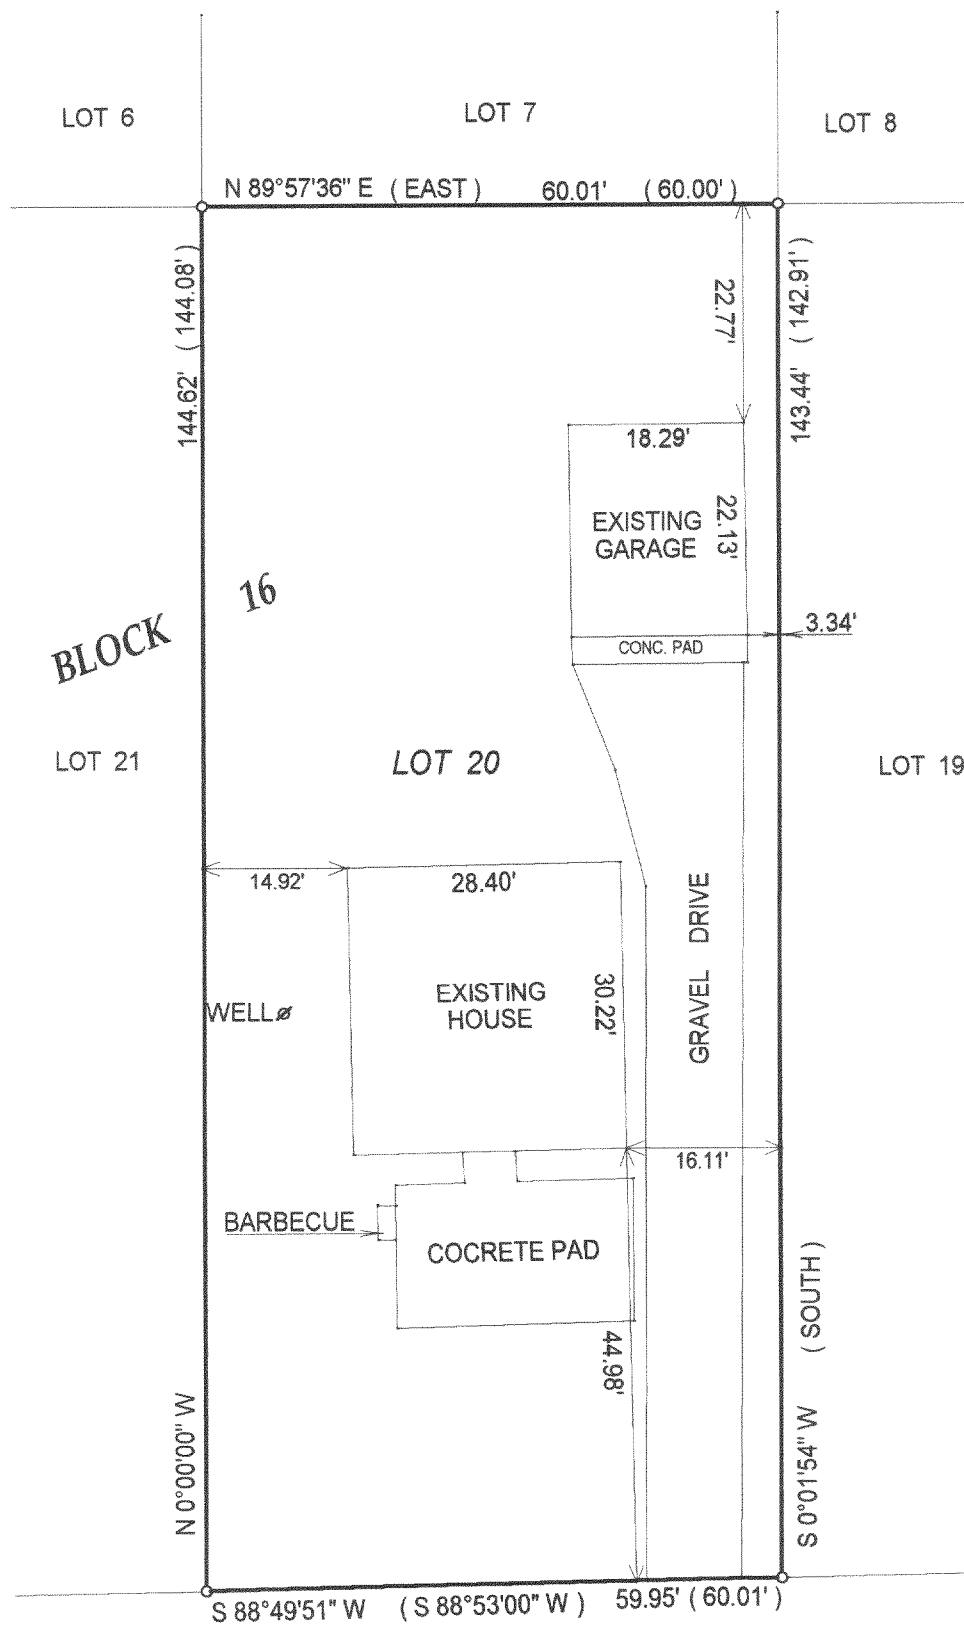 LOT 6
LOT 7
LOT 8
N 89°57'36" E ( EAST ) 60.01' ( 60.00' )
144.62' ( 144.08' )
143.44' ( 142.91' )
22.77'
18.29'
EXISTING
GARAGE
22.13'
3.34'
CONC. PAD
BLOCK 16
LOT 21
LOT 20
LOT 19
14.92'
28.40'
GRAVEL DRIVE
EXISTING
HOUSE
30.22'
WELL
16.11'
BARBECUE
COCRETE PAD
44.98'
N 0°00'00" W
S 0°01'54" W ( SOUTH )
S 88°49'51" W ( S 88°53'00" W ) 59.95' ( 60.01' )